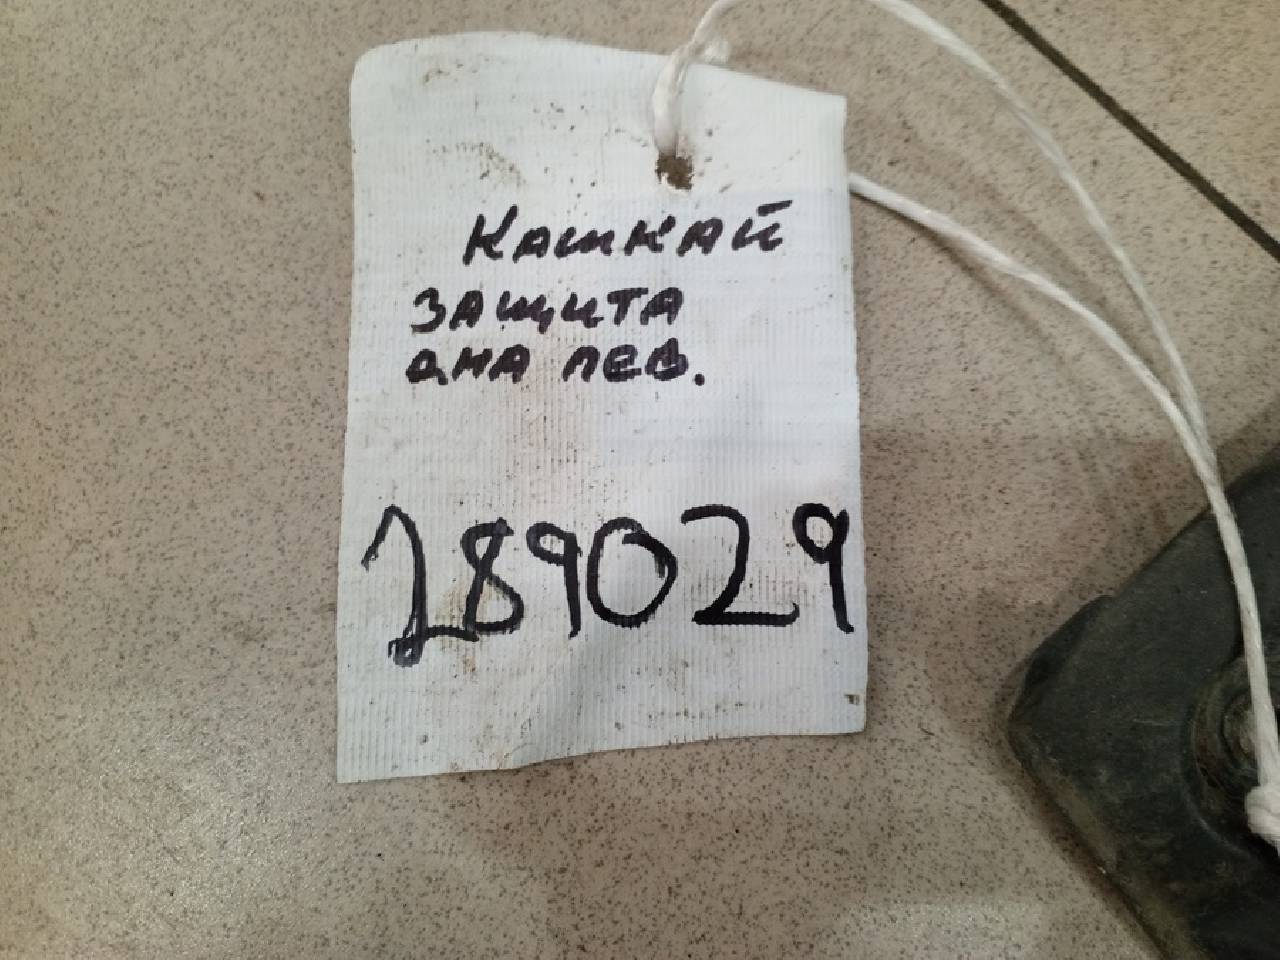 Кашкай
защита
дна лев.
289029